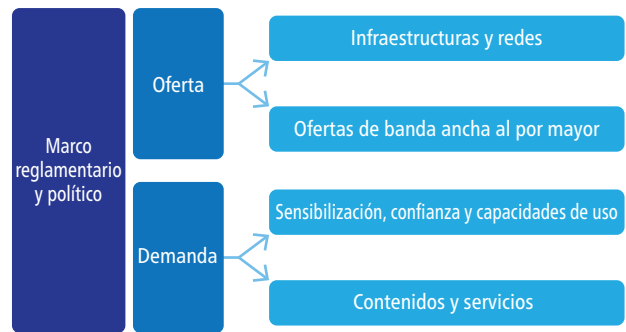 Marco
reglamentario
y político
Oferta
Infraestructuras y redes
Ofertas de banda ancha al por mayor
Demanda
Sensibilización, confianza y capacidades de uso
Contenidos y servicios